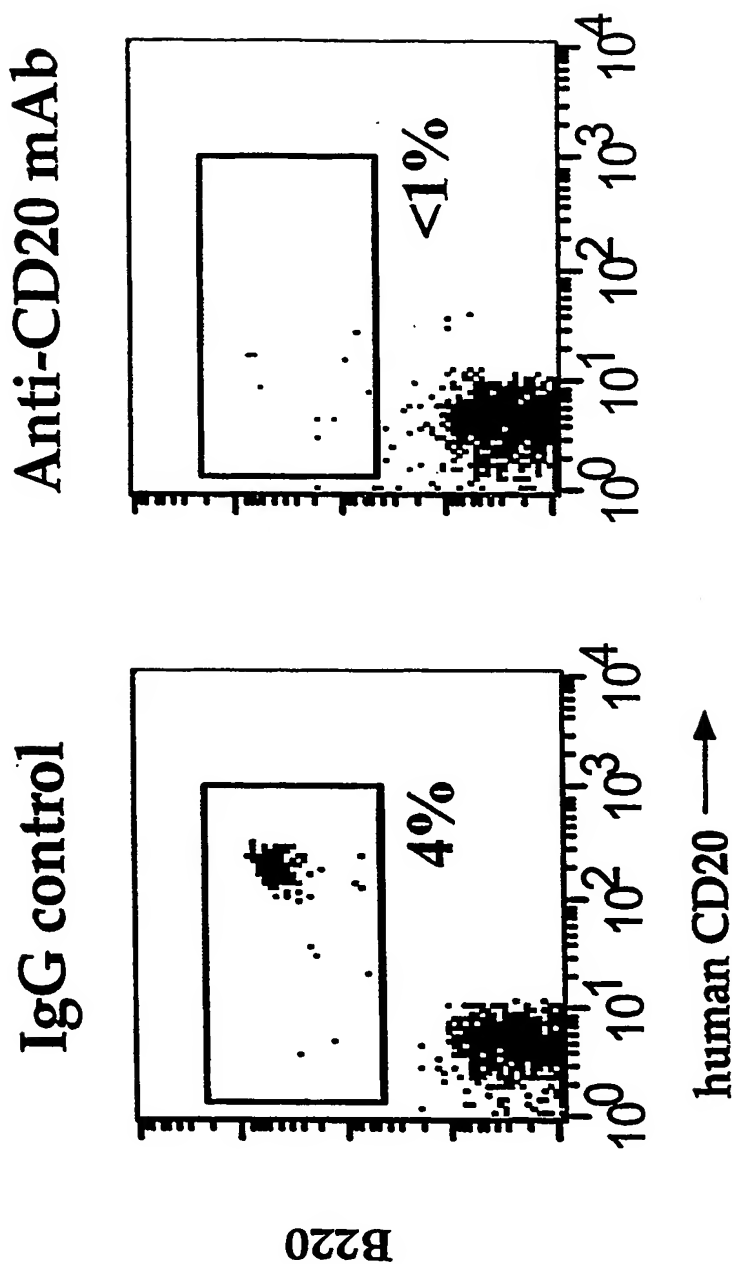 IgG control
Anti-CD20 mAb
B220
4%
<1%
10⁰ 10¹ 10² 10³ 10⁴
10⁰ 10¹ 10² 10³ 10⁴
human CD20